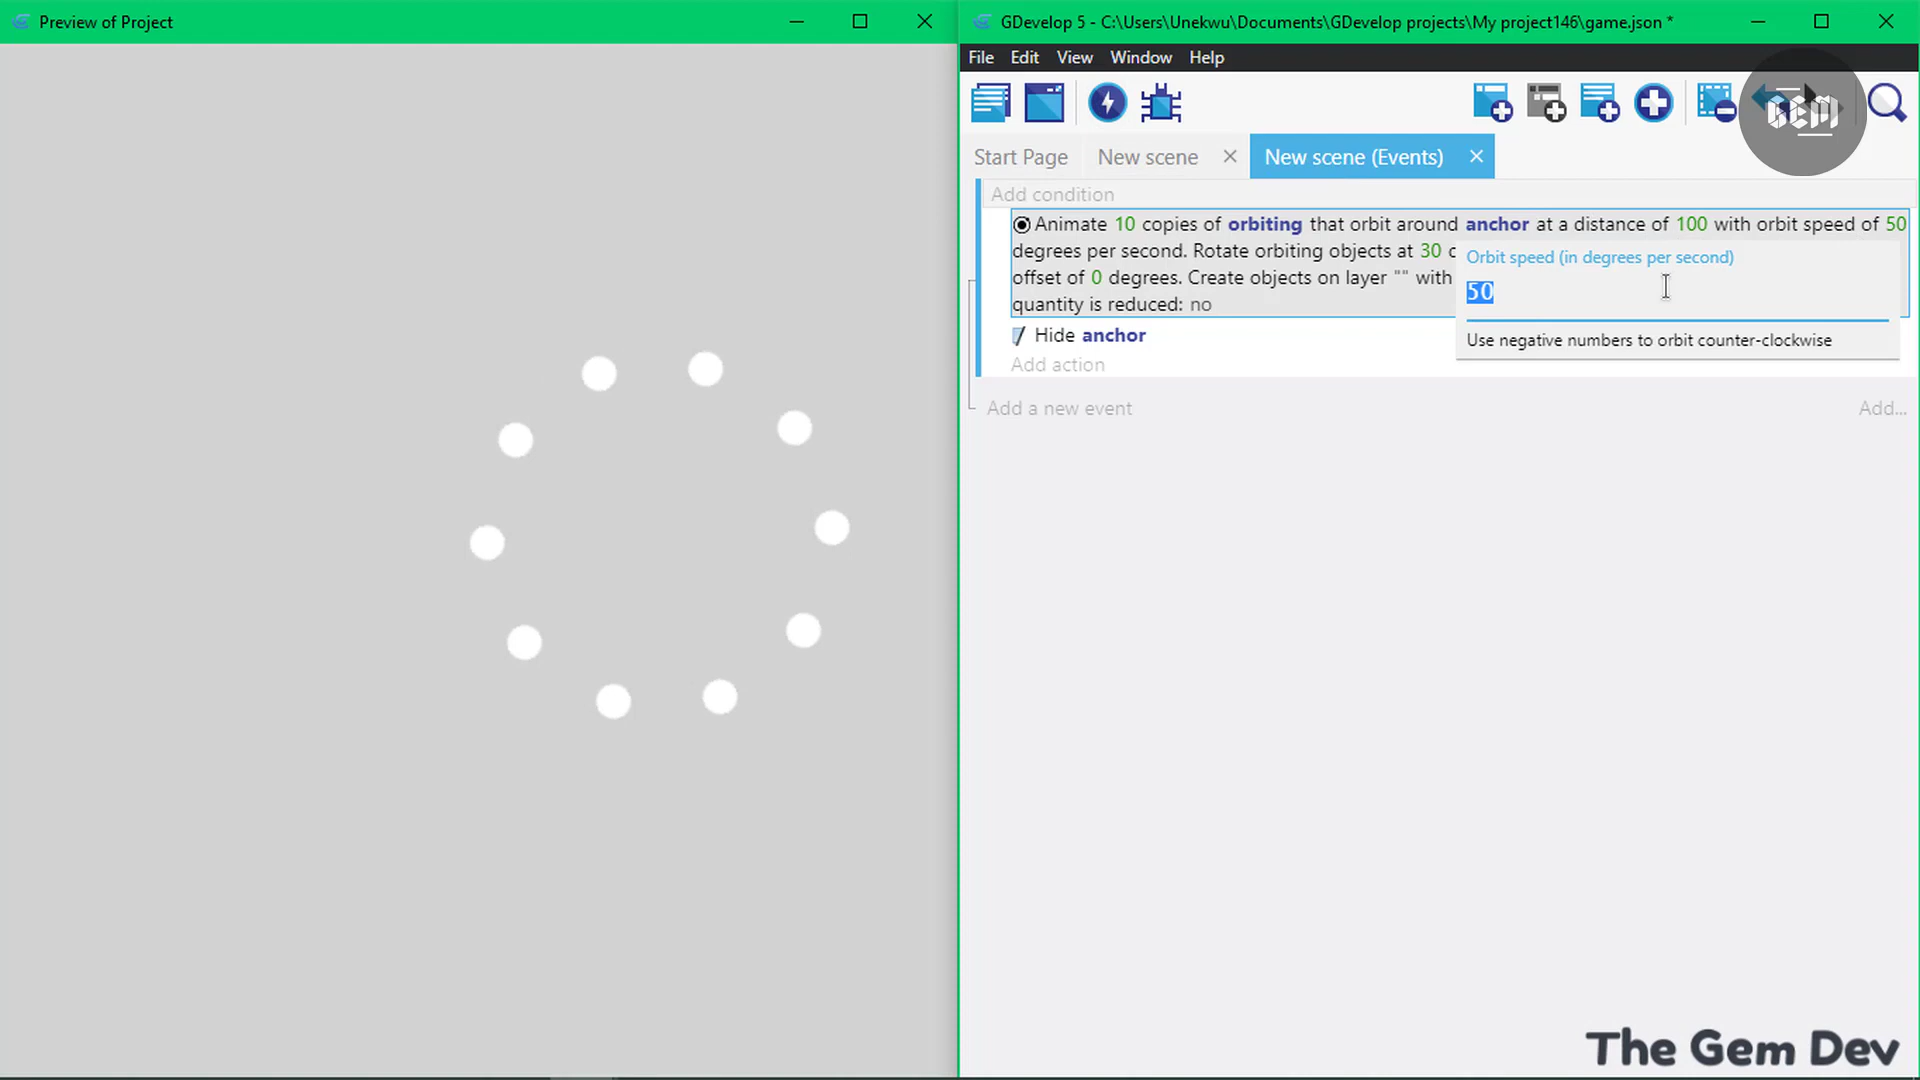 Preview of Project
GDevelop 5 - C:\Users\Unekwu\Documents\GDevelop projects\My project146\game.json *
File Edit View Window Help
GEM
Start Page New scene New scene (Events)
Add condition
Animate 10 copies of orbiting that orbit around anchor at a distance of 100 with orbit speed of 50
degrees per second. Rotate orbiting objects at 30
offset of 0 degrees. Create objects on layer "" with
quantity is reduced: no
Orbit speed (in degrees per second)
50
Use negative numbers to orbit counter-clockwise
Hide anchor
Add action
Add a new event Add...
The Gem Dev